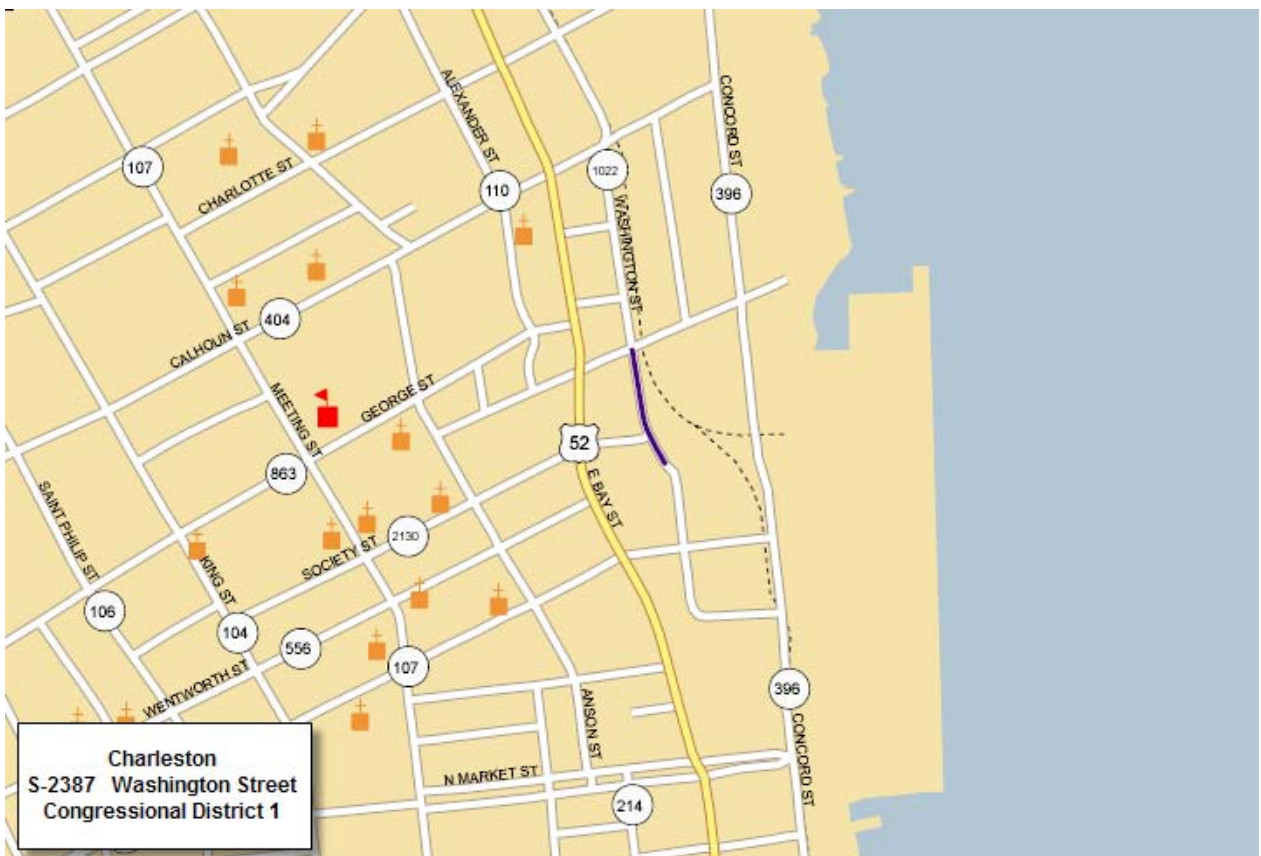 ALEXANDER ST
CONCORD ST
107
1022
CHARLOTTE ST
110
396
WASHINGTON ST
404
CALHOUN ST
MEETING ST
GEORGE ST
52
863
E BAY ST
SAINT PHILIP ST
2130
SOCIETY ST
KING ST
106
104
556
107
WENTWORTH ST
396
ANSON ST
CONCORD ST
N MARKET ST
214
Charleston
S-2387 Washington Street
Congressional District 1